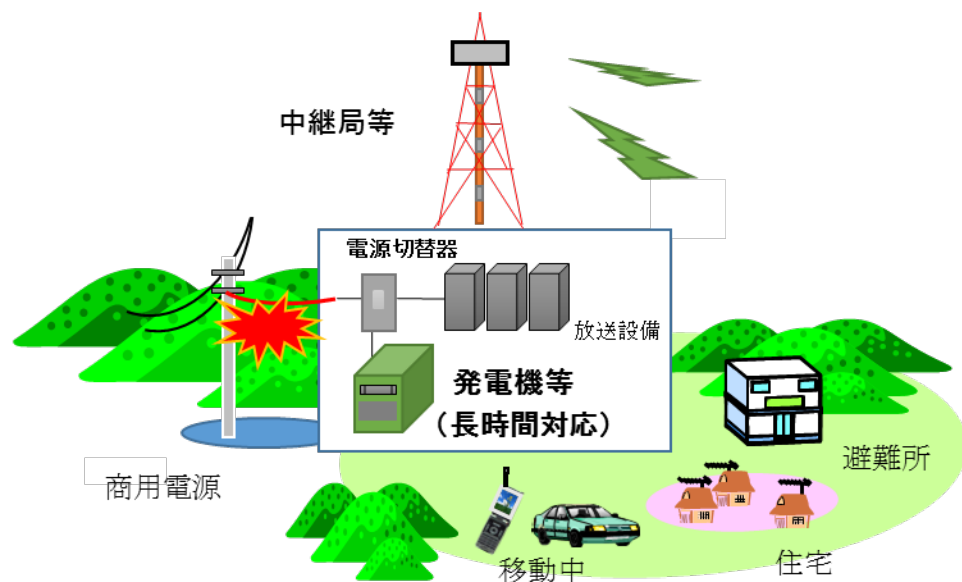 中継局等
電源切替器
放送設備
発電機等
（長時間対応）
商用電源
避難所
移動中
住宅